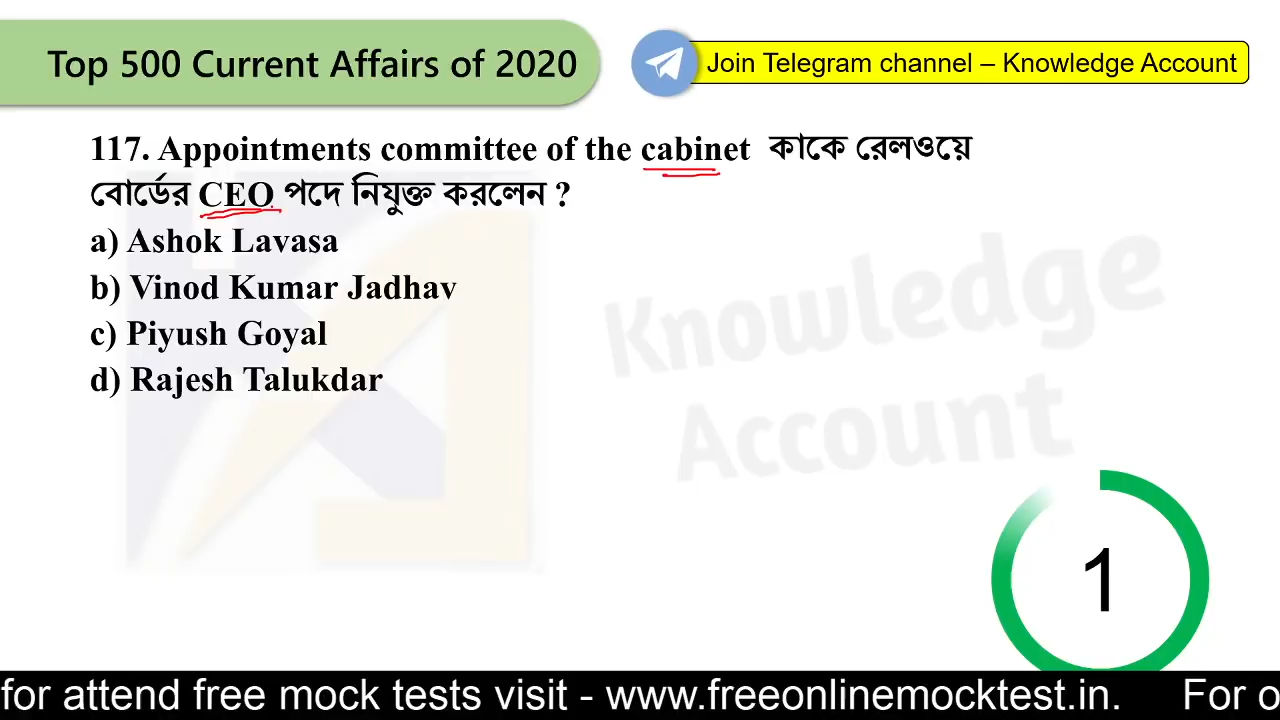 Top 500 Current Affairs of 2020
Join Telegram channel – Knowledge Account
117. Appointments committee of the cabinet কাকে রেলওয়ে
বোর্ডের CEO পদে নিযুক্ত করলেন ?
a) Ashok Lavasa
b) Vinod Kumar Jadhav
c) Piyush Goyal
d) Rajesh Talukdar
Knowledge
Account
1
for attend free mock tests visit - www.freeonlinemocktest.in. For o